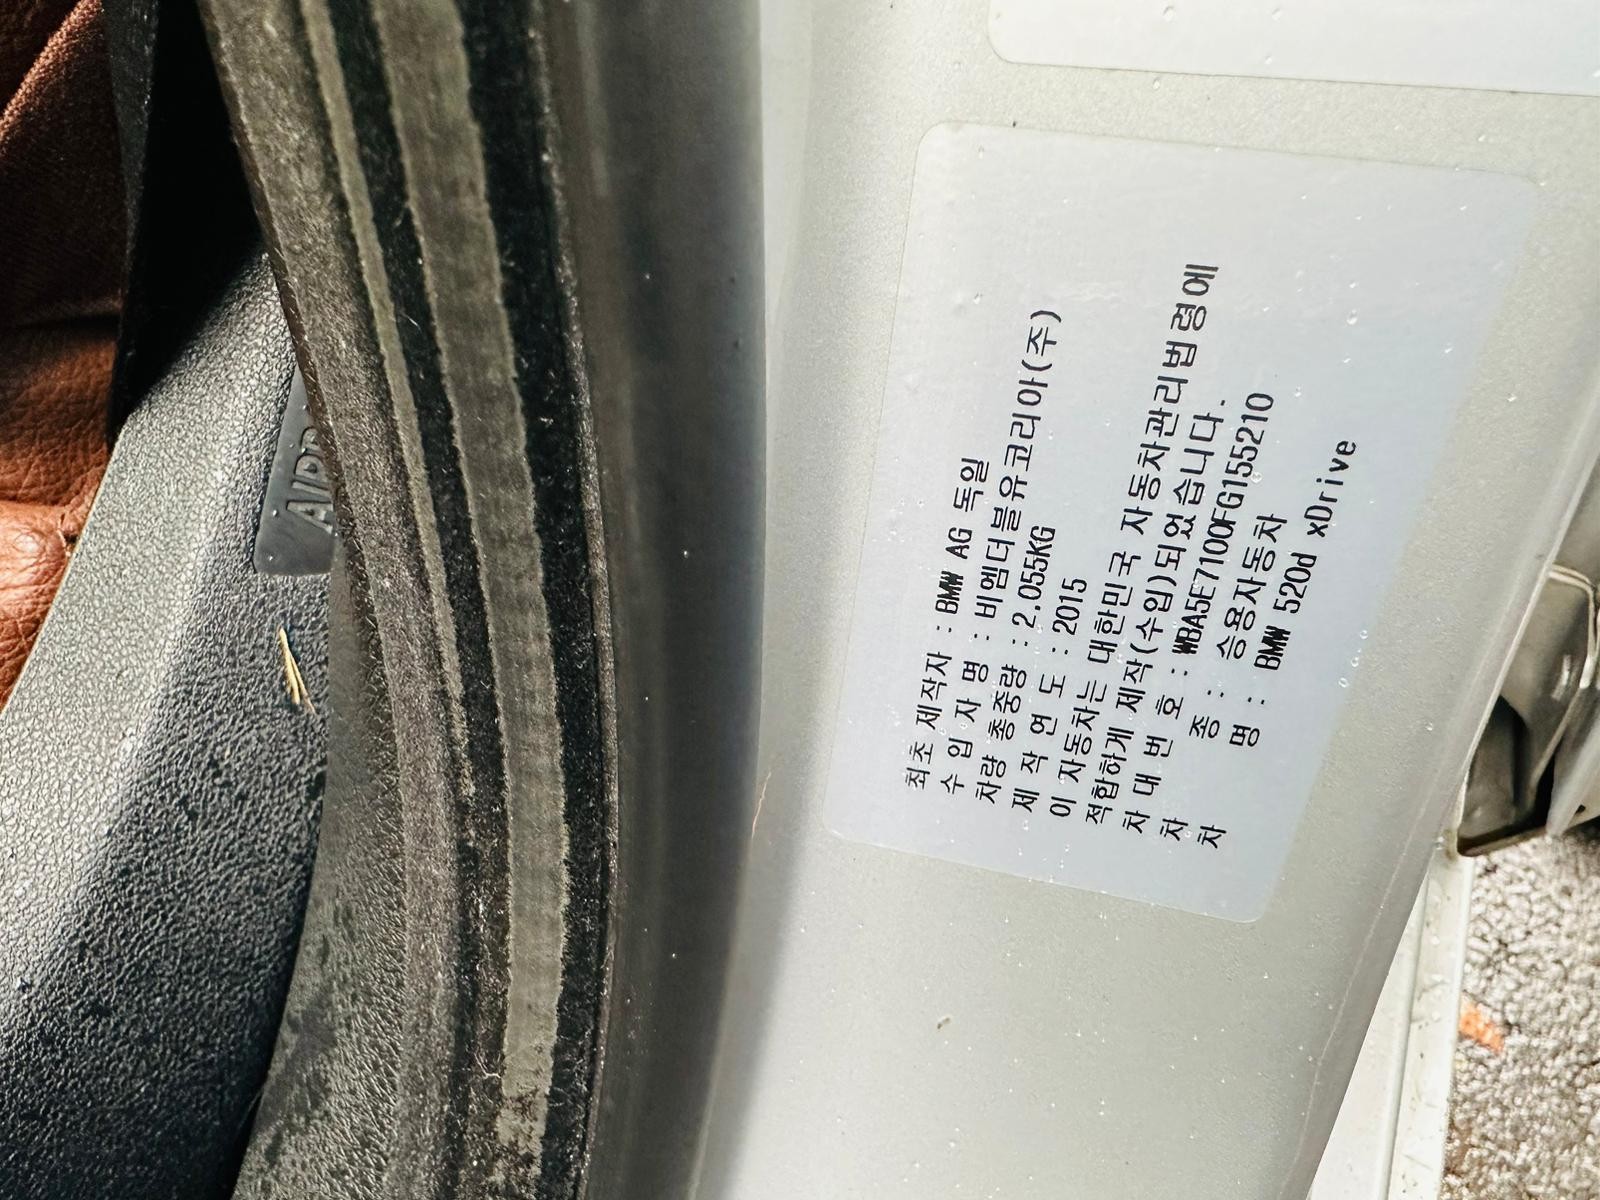 최초 제작자 : BMW AG 독일
수 입 자 명 : 비엠더블유코리아(주)
차량 총중량 : 2.055KG
제 작 연 도 : 2015
이 자동차는 대한민국 자동차관리법령에
적합하게 제작(수입)되었습니다.
차 대 번 호 : WBA5E7100FG155210
차 종 : 승용자동차
차 명 : BMW 520d xDrive